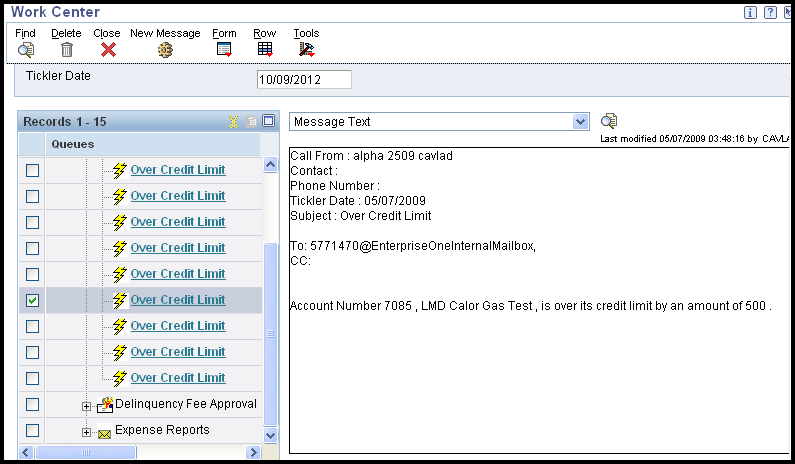 Work Center
Find Delete Close New Message Form Row Tools
Tickler Date 10/09/2012
Records 1 - 15
Queues
Over Credit Limit
Over Credit Limit
Over Credit Limit
Over Credit Limit
Over Credit Limit
Over Credit Limit
Over Credit Limit
Over Credit Limit
Over Credit Limit
Delinquency Fee Approval
Expense Reports
Message Text
Last modified 05/07/2009 03:48:16 by CAVLA
Call From : alpha 2509 cavlad
Contact :
Phone Number :
Tickler Date : 05/07/2009
Subject : Over Credit Limit
To: 5771470@EnterpriseOneInternalMailbox,
CC:
Account Number 7085 , LMD Calor Gas Test , is over its credit limit by an amount of 500 .